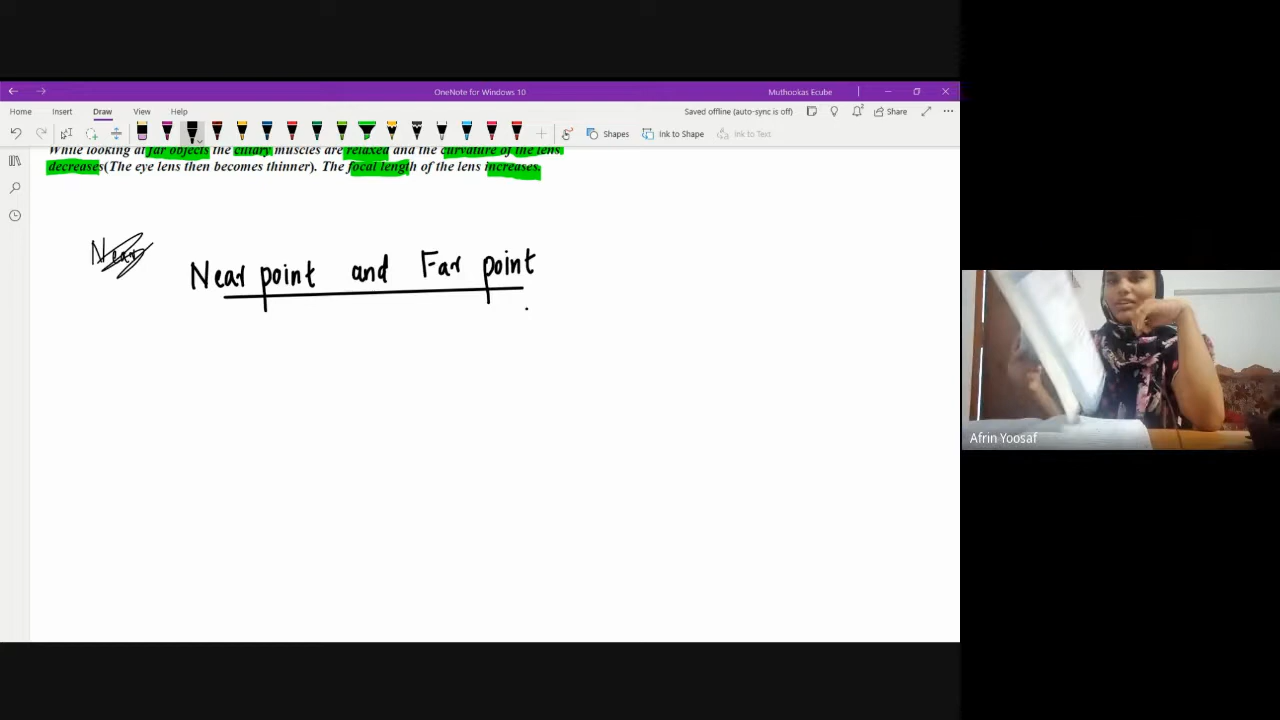 OneNote for Windows 10
Muthookas Ecube
Home Insert Draw View Help
Saved offline (auto-sync is off)
Share
Shapes
Ink to Shape
Ink to Text
While looking at far objects the ciliary muscles are relaxed and the curvature of the lens
decreases(The eye lens then becomes thinner). The focal length of the lens increases.
Near
Near point and Far point
Afrin Yoosaf